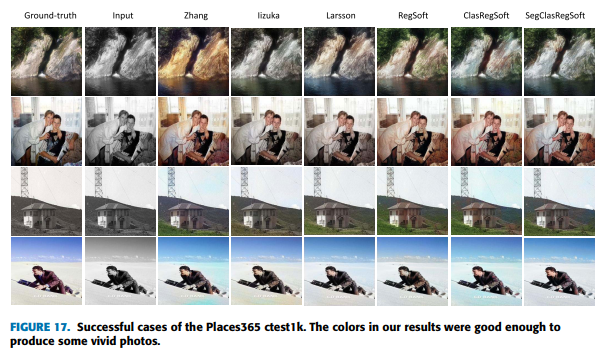 Ground-truth Input Zhang Iizuka Larsson RegSoft ClasRegSoft SegClasRegSoft
FIGURE 17. Successful cases of the Places365 ctest1k. The colors in our results were good enough to
produce some vivid photos.